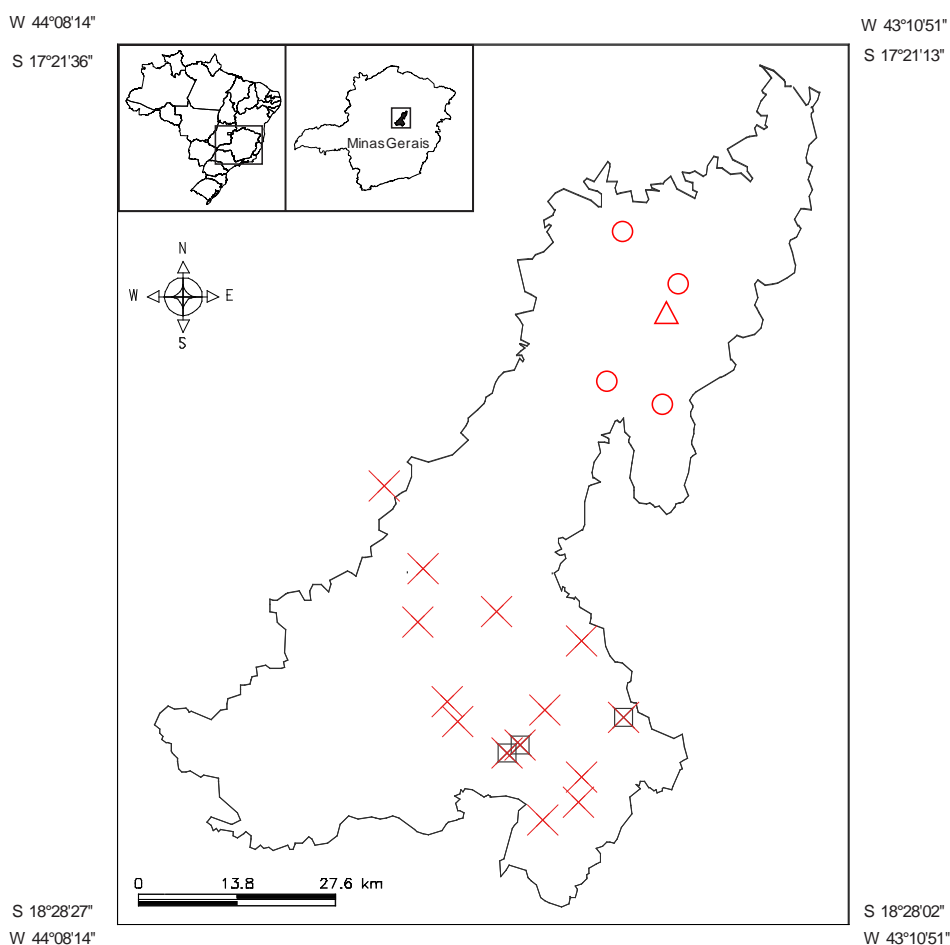 W 44°08'14"
W 43°10'51"
S 17°21'36"
S 17°21'13"
Minas Gerais
N
W E
S
0 13.8 27.6 km
S 18°28'27"
S 18°28'02"
W 44°08'14"
W 43°10'51"